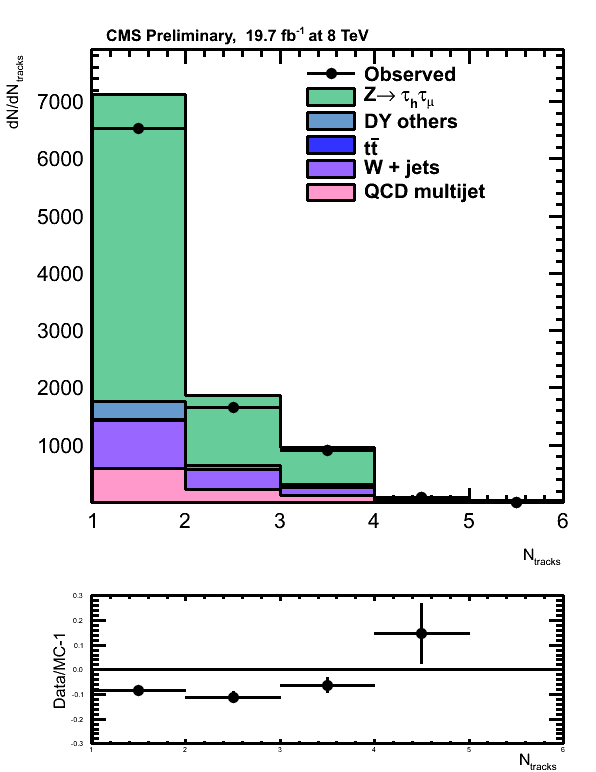 CMS Preliminary, 19.7 fb⁻¹ at 8 TeV
dN/dN_tracks
Observed
Z→ τ_hτ_μ
DY others
tt̄
W + jets
QCD multijet
7000
6000
5000
4000
3000
2000
1000
1 2 3 4 5 6
N_tracks
Data/MC-1
0.3
0.2
0.1
0.0
-0.1
-0.2
-0.3
1 2 3 4 5 6
N_tracks